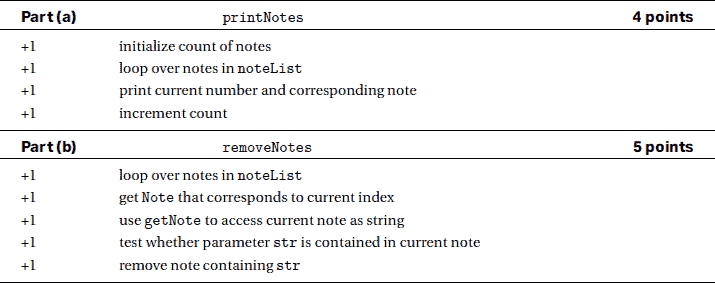 Part (a) printNotes 4 points
+1 initialize count of notes
+1 loop over notes in noteList
+1 print current number and corresponding note
+1 increment count
Part (b) removeNotes 5 points
+1 loop over notes in noteList
+1 get Note that corresponds to current index
+1 use getNote to access current note as string
+1 test whether parameter str is contained in current note
+1 remove note containing str